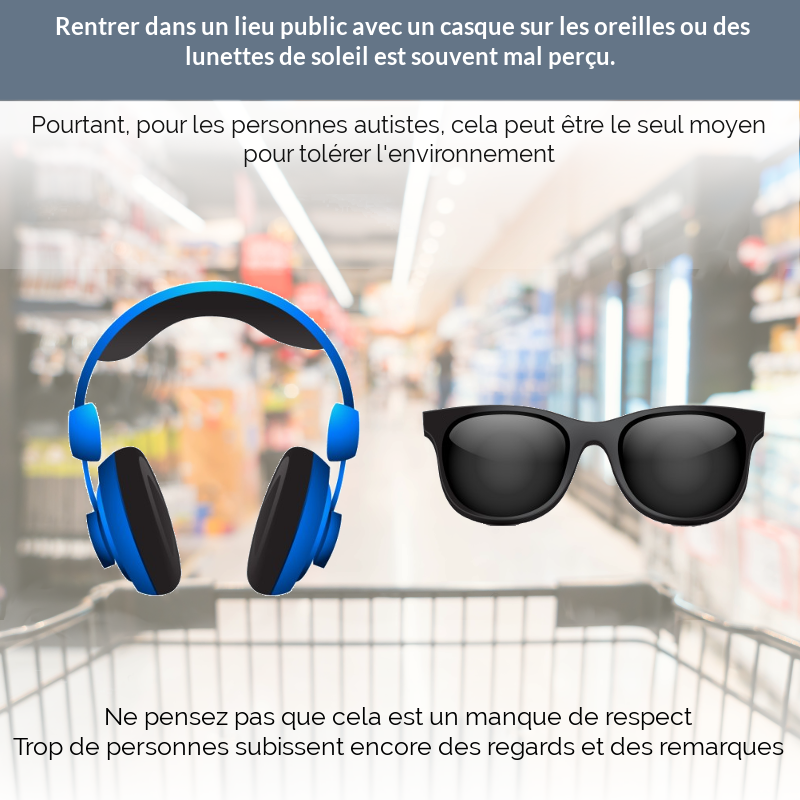 Rentrer dans un lieu public avec un casque sur les oreilles ou des
lunettes de soleil est souvent mal perçu.
Pourtant, pour les personnes autistes, cela peut être le seul moyen
pour tolérer l'environnement
Ne pensez pas que cela est un manque de respect
Trop de personnes subissent encore des regards et des remarques